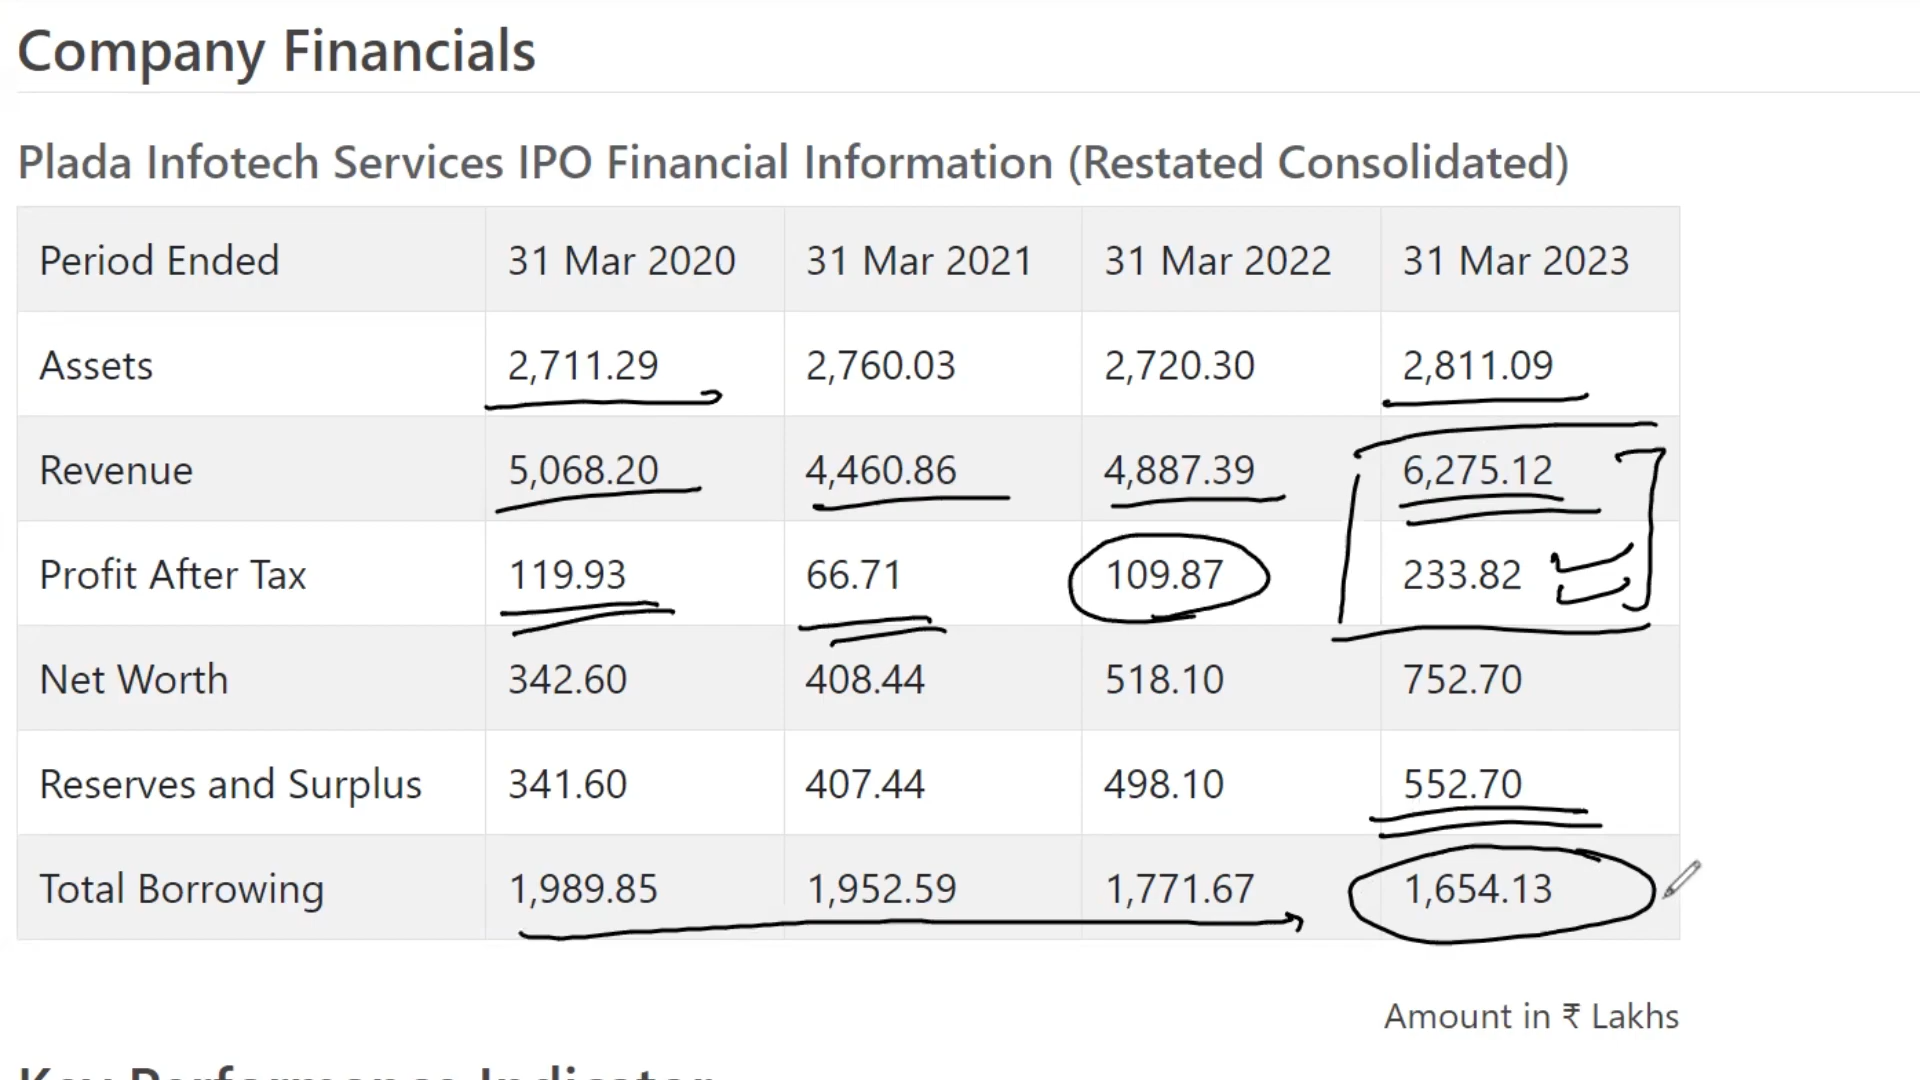 Company Financials
Plada Infotech Services IPO Financial Information (Restated Consolidated)
Period Ended 31 Mar 2020 31 Mar 2021 31 Mar 2022 31 Mar 2023
Assets 2,711.29 2,760.03 2,720.30 2,811.09
Revenue 5,068.20 4,460.86 4,887.39 6,275.12
Profit After Tax 119.93 66.71 109.87 233.82
Net Worth 342.60 408.44 518.10 752.70
Reserves and Surplus 341.60 407.44 498.10 552.70
Total Borrowing 1,989.85 1,952.59 1,771.67 1,654.13
Amount in ₹ Lakhs
Key Performance Indicator